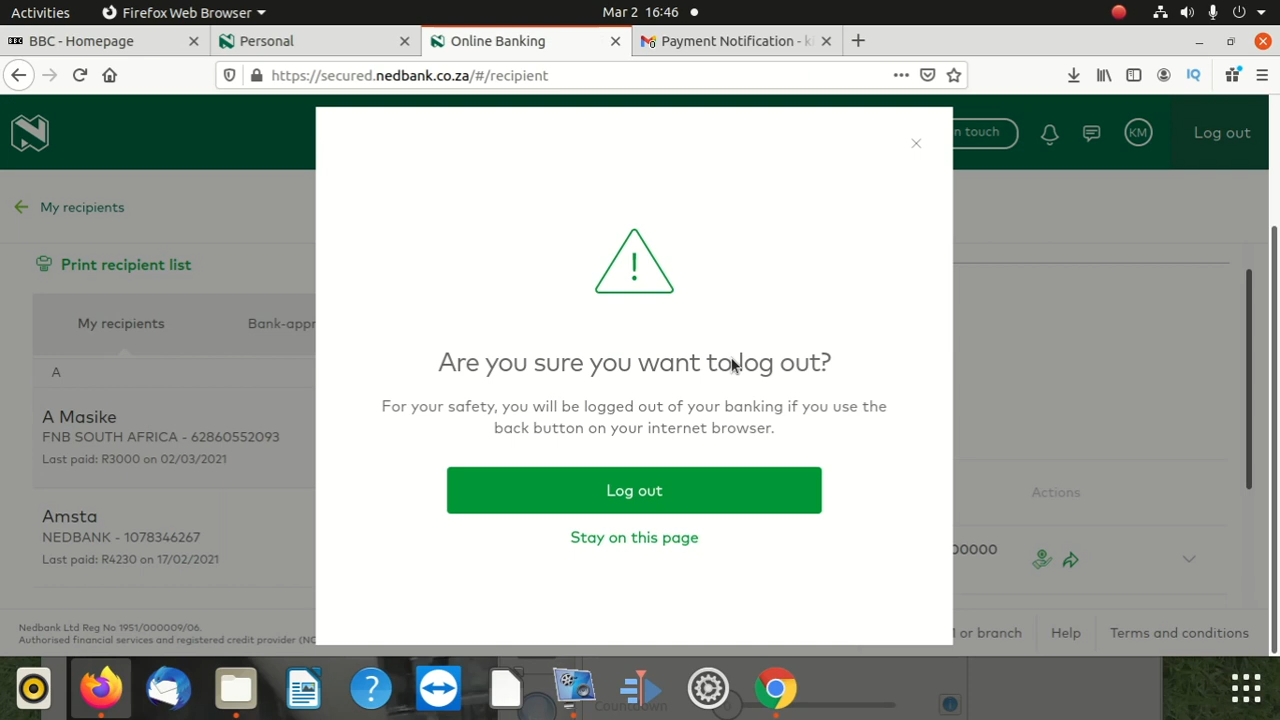 Activities Firefox Web Browser Mar 2 16:46
BBC - Homepage Personal Online Banking Payment Notification - k
https://secured.nedbank.co.za/#/recipient
n touch KM Log out
My recipients
Print recipient list
My recipients Bank-appr
A
A Masike
FNB SOUTH AFRICA - 62860552093
Last paid: R3000 on 02/03/2021
Amsta
NEDBANK - 1078346267
Last paid: R4230 on 17/02/2021
Are you sure you want to log out?
For your safety, you will be logged out of your banking if you use the
back button on your internet browser.
Log out
Stay on this page
Actions
00000
Nedbank Ltd Reg No 1951/000009/06.
Authorised financial services and registered credit provider (NC
or branch Help Terms and conditions
Countdown